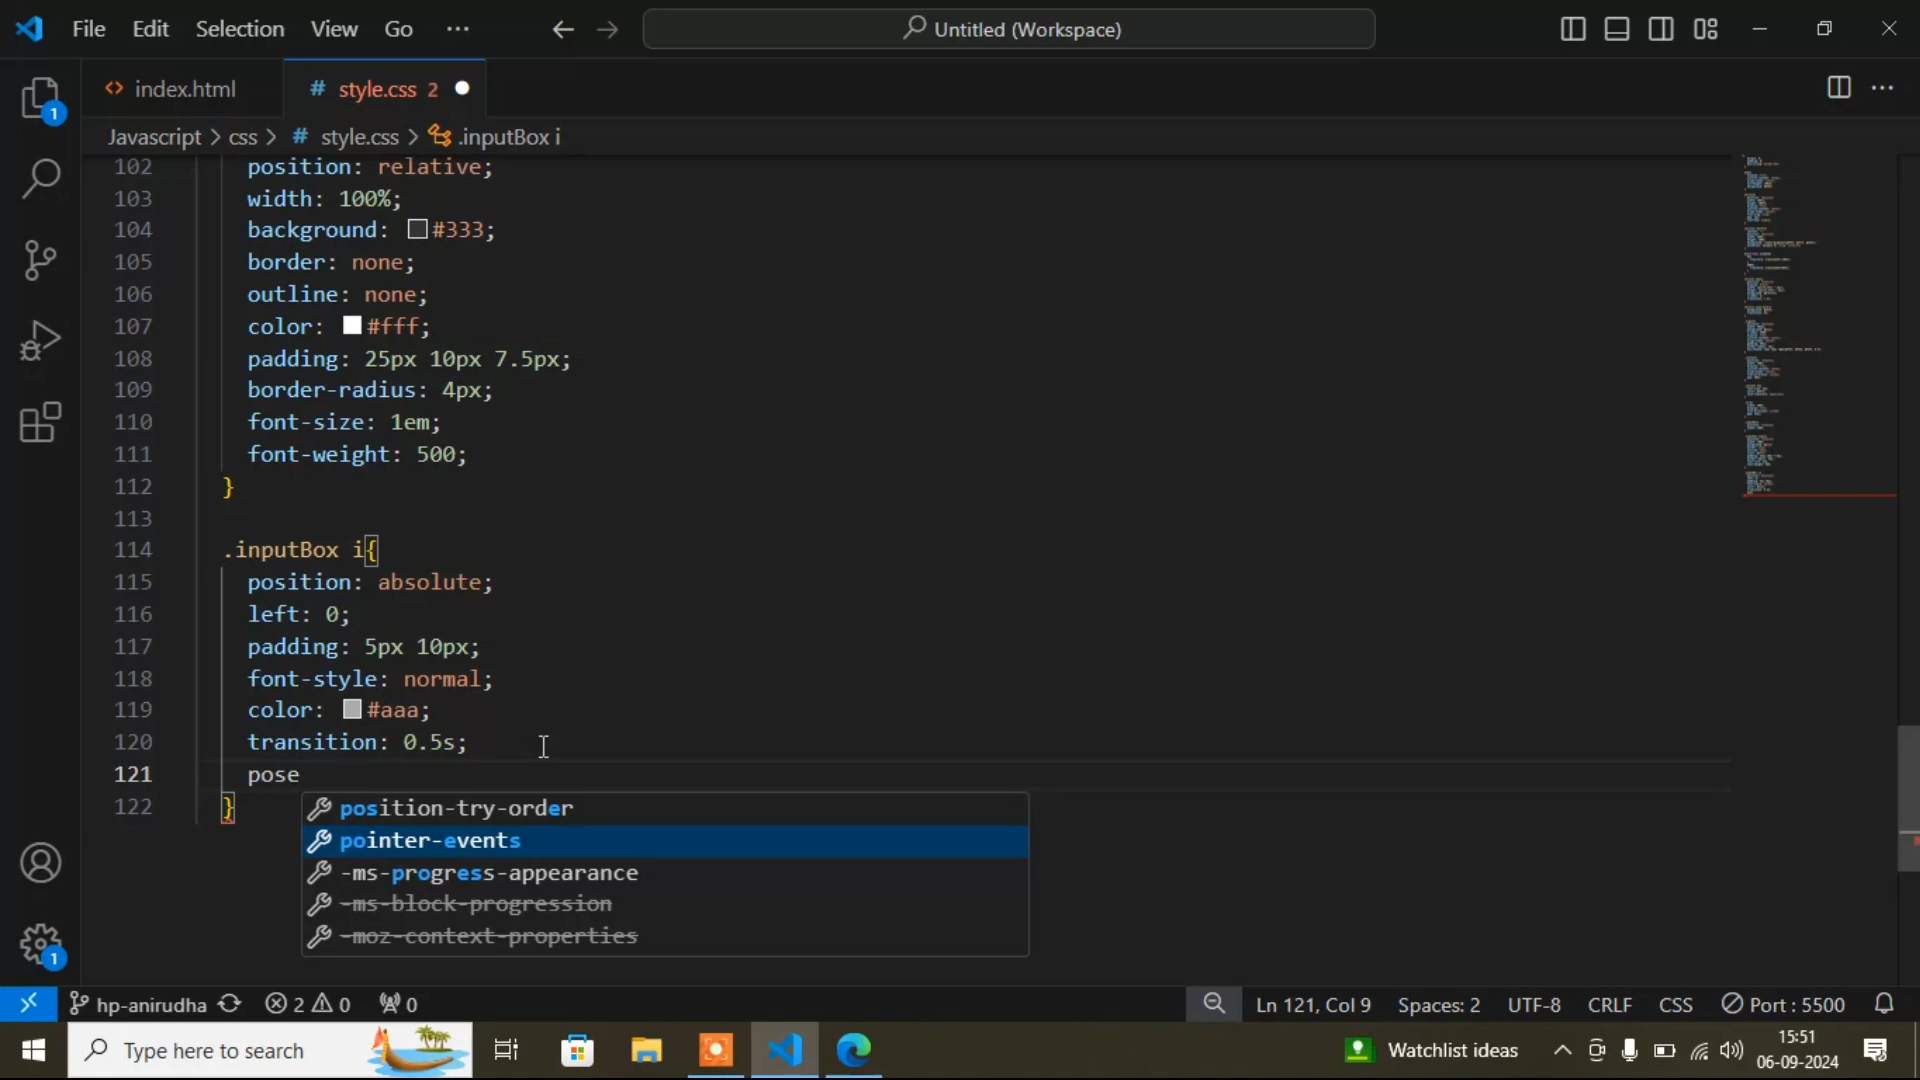 File Edit Selection View Go ··· Untitled (Workspace)
index.html # style.css 2
Javascript > css > # style.css > .inputBox i
102 position: relative;
103 width: 100%;
104 background: #333;
105 border: none;
106 outline: none;
107 color: #fff;
108 padding: 25px 10px 7.5px;
109 border-radius: 4px;
110 font-size: 1em;
111 font-weight: 500;
112 }
113
114 .inputBox i{
115 position: absolute;
116 left: 0;
117 padding: 5px 10px;
118 font-style: normal;
119 color: #aaa;
120 transition: 0.5s;
121 pose
122 }
position-try-order
pointer-events
-ms-progress-appearance
-ms-block-progression
-moz-context-properties
1
1
hp-anirudha 2 0 0 Ln 121, Col 9 Spaces: 2 UTF-8 CRLF CSS Port : 5500
Type here to search Watchlist ideas 15:51
06-09-2024